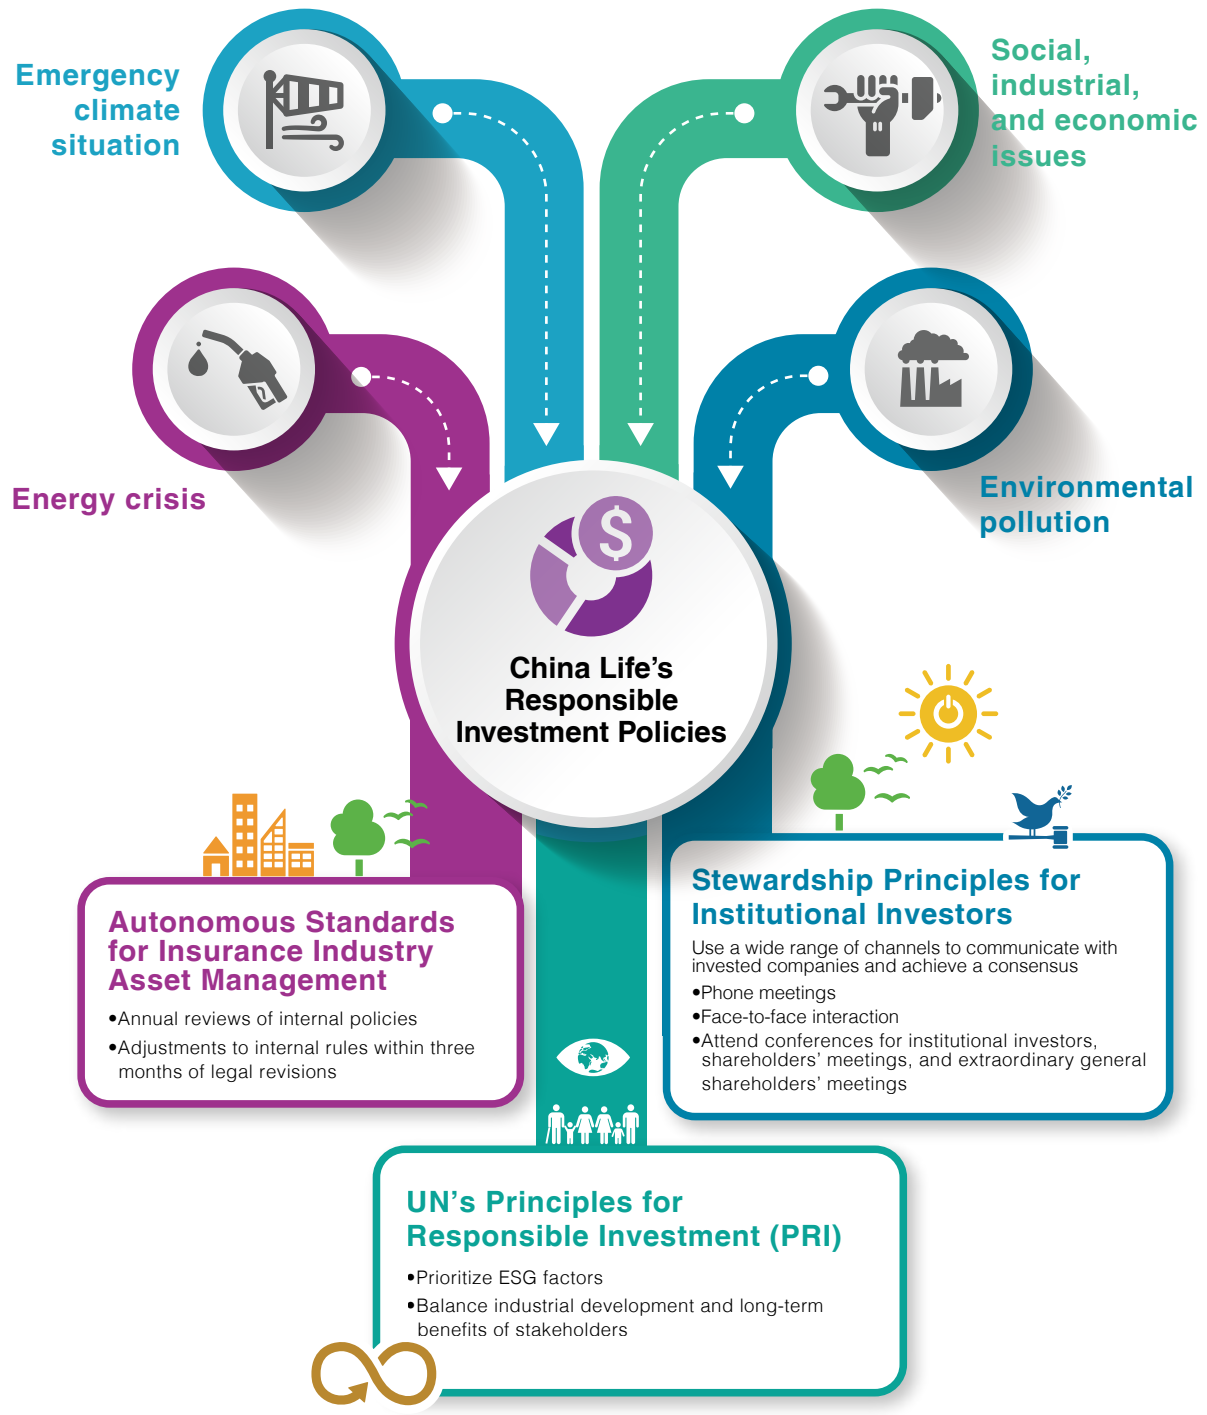 Emergency
climate
situation
Social,
industrial,
and economic
issues
Energy crisis
Environmental
pollution
$
China Life’s
Responsible
Investment Policies
Autonomous Standards
for Insurance Industry
Asset Management
•Annual reviews of internal policies
•Adjustments to internal rules within three
months of legal revisions
Stewardship Principles for
Institutional Investors
Use a wide range of channels to communicate with
invested companies and achieve a consensus
•Phone meetings
•Face-to-face interaction
•Attend conferences for institutional investors,
shareholders’ meetings, and extraordinary general
shareholders’ meetings
UN’s Principles for
Responsible Investment (PRI)
•Prioritize ESG factors
•Balance industrial development and long-term
benefits of stakeholders